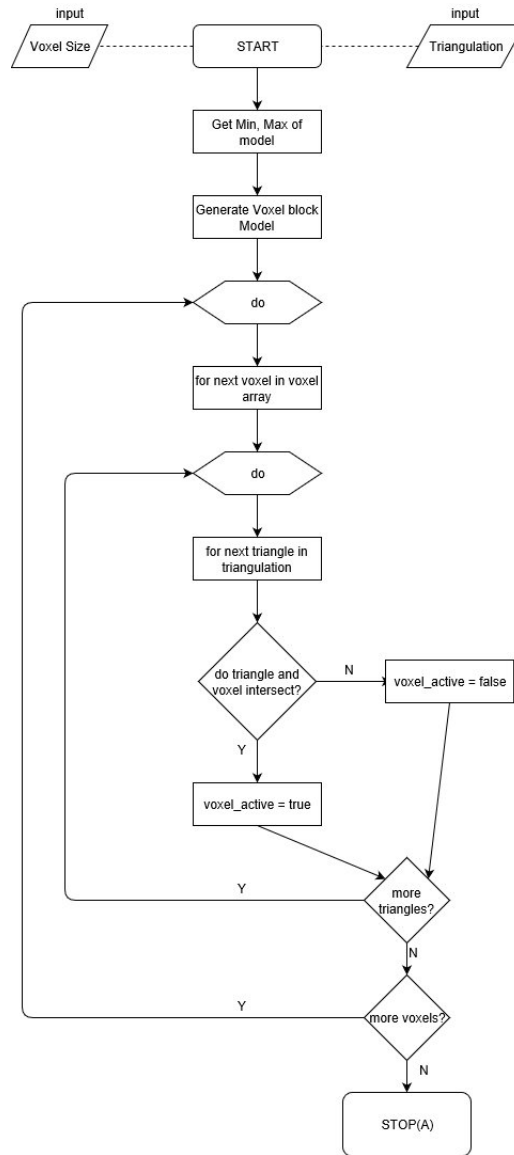 input
input
Voxel Size
START
Triangulation
Get Min, Max of
model
Generate Voxel block
Model
do
for next voxel in voxel
array
do
for next triangle in
triangulation
do triangle and
voxel intersect?
N
voxel_active = false
Y
voxel_active = true
more
triangles?
Y
N
more voxels?
Y
N
STOP(A)